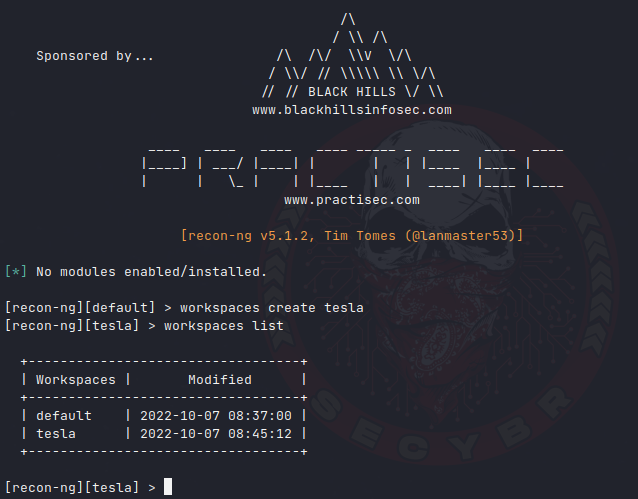 Sponsored by...
// // BLACK HILLS \/ \\
www.blackhillsinfosec.com
PRACTISEC
www.practisec.com
[recon-ng v5.1.2, Tim Tomes (@lanmaster53)]
[*] No modules enabled/installed.
[recon-ng][default] > workspaces create tesla
[recon-ng][tesla] > workspaces list
+----------------------------------+
| Workspaces | Modified |
+----------------------------------+
| default | 2022-10-07 08:37:00 |
| tesla | 2022-10-07 08:45:12 |
+----------------------------------+
[recon-ng][tesla] >
SECYBR